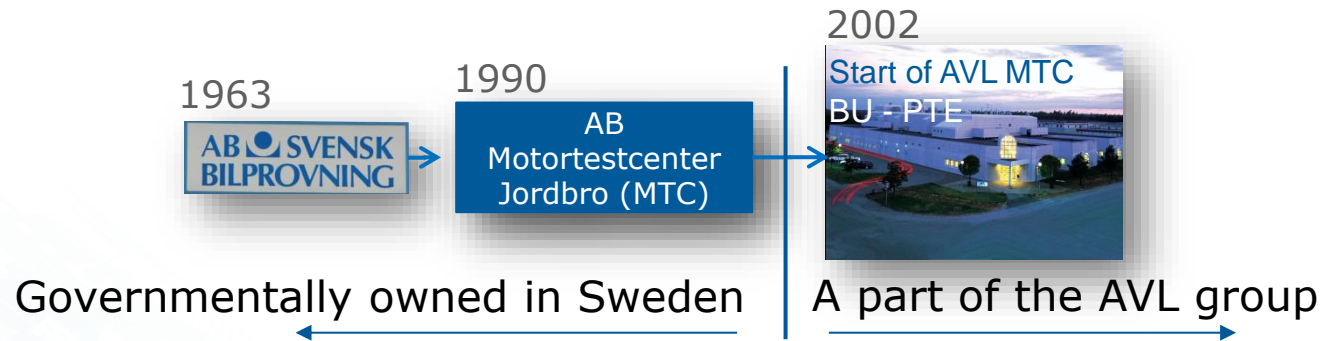 1963
AB SVENSK
BILPROVNING
1990
AB
Motortestcenter
Jordbro (MTC)
2002
Start of AVL MTC
BU - PTE
Governmentally owned in Sweden
A part of the AVL group